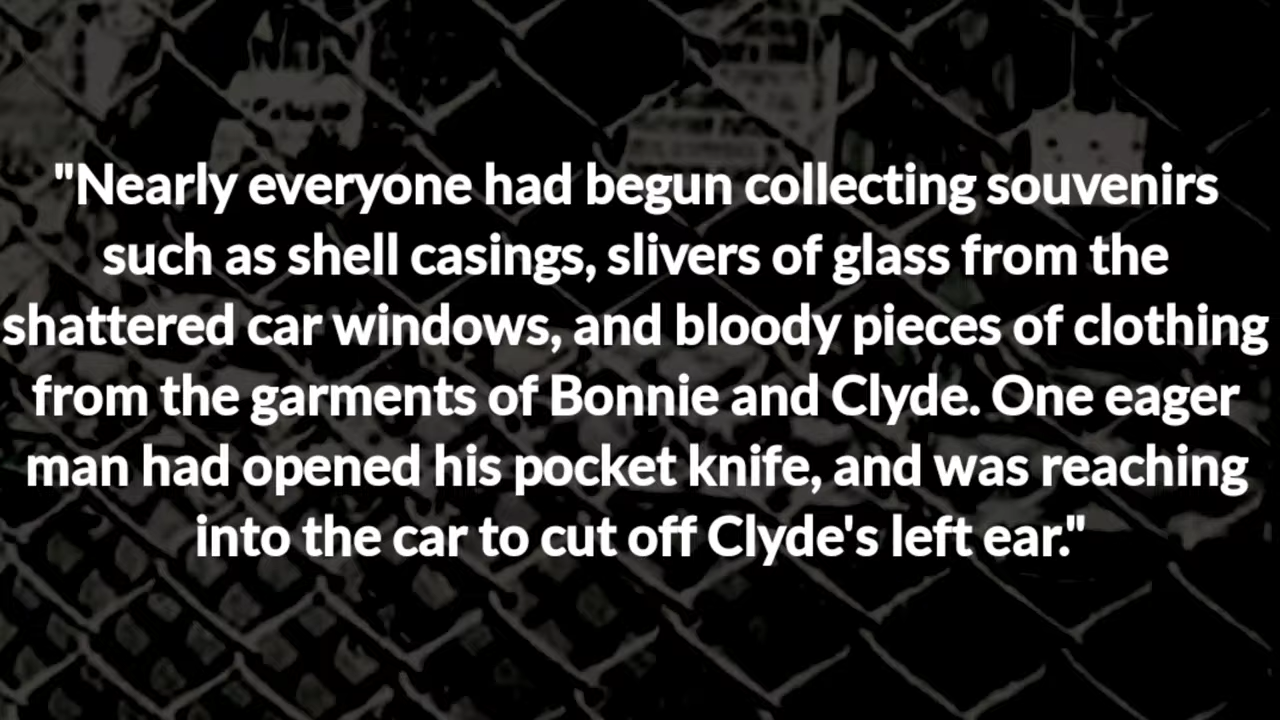 "Nearly everyone had begun collecting souvenirs
such as shell casings, slivers of glass from the
shattered car windows, and bloody pieces of clothing
from the garments of Bonnie and Clyde. One eager
man had opened his pocket knife, and was reaching
into the car to cut off Clyde's left ear."